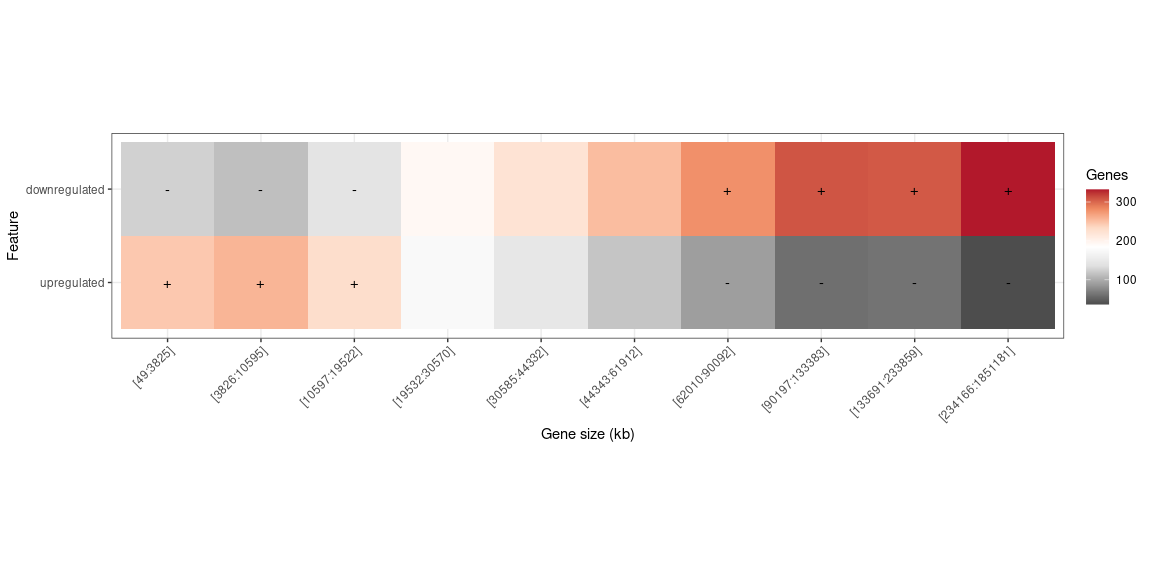 Feature
downregulated
- - - + + + +
upregulated
+ + + - - - -
[49:3825]
[3826:10595]
[10597:19522]
[19532:30570]
[30585:44332]
[44343:61912]
[62010:90092]
[90197:133383]
[133691:233859]
[234166:1851181]
Gene size (kb)
Genes
300
200
100